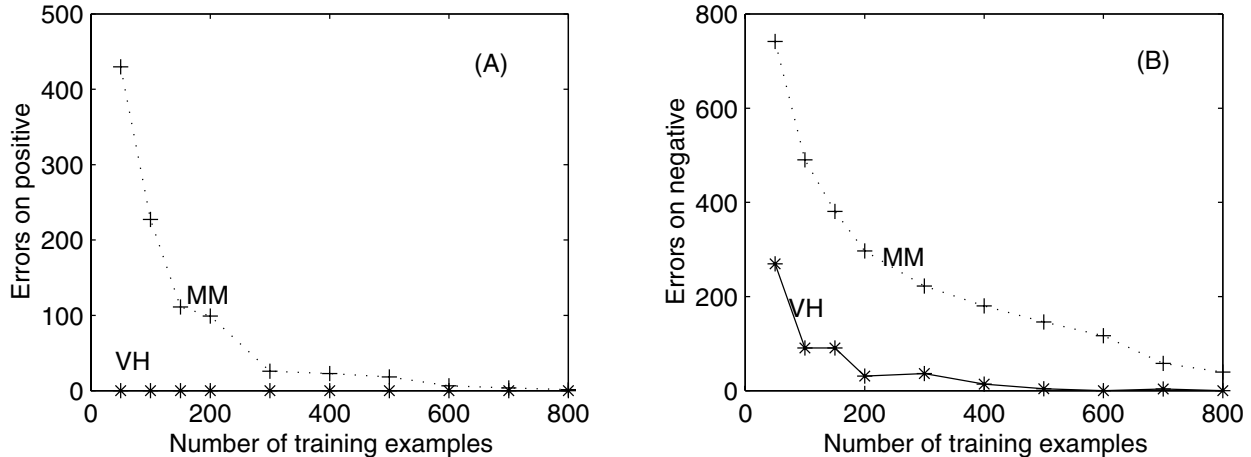 500
400
300
200
100
0
Errors on positive
(A)
MM
VH
0 200 400 600 800
Number of training examples
800
600
400
200
0
Errors on negative
(B)
MM
VH
0 200 400 600 800
Number of training examples